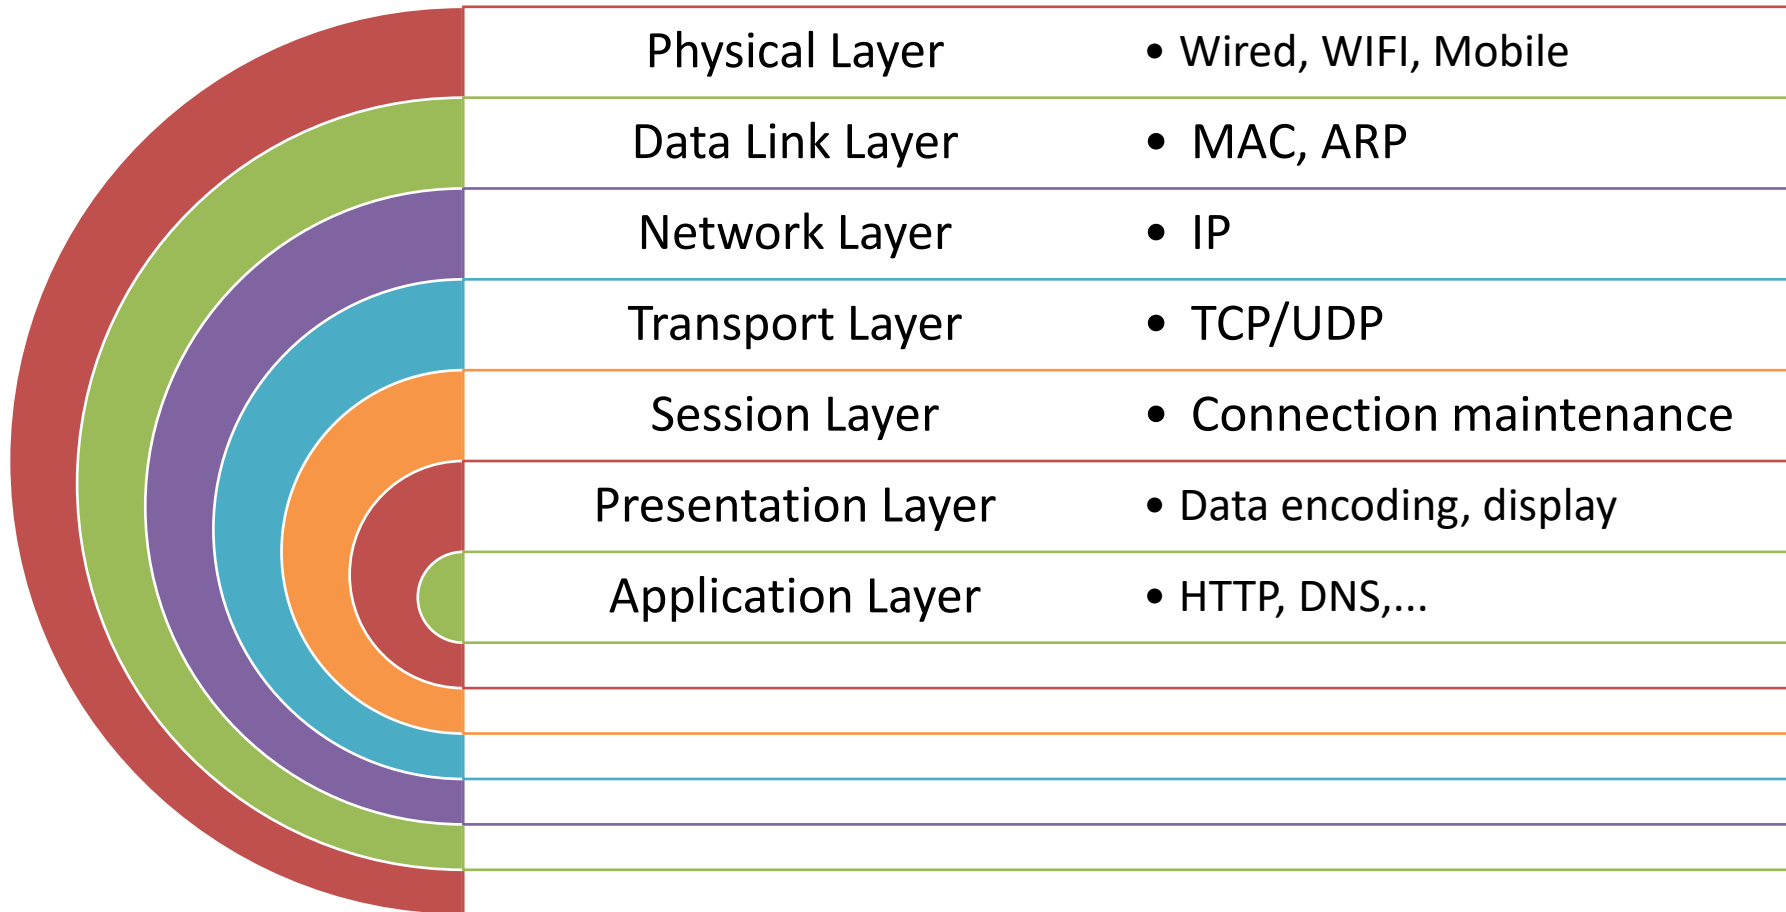 Physical Layer • Wired, WIFI, Mobile
Data Link Layer • MAC, ARP
Network Layer • IP
Transport Layer • TCP/UDP
Session Layer • Connection maintenance
Presentation Layer • Data encoding, display
Application Layer • HTTP, DNS,...